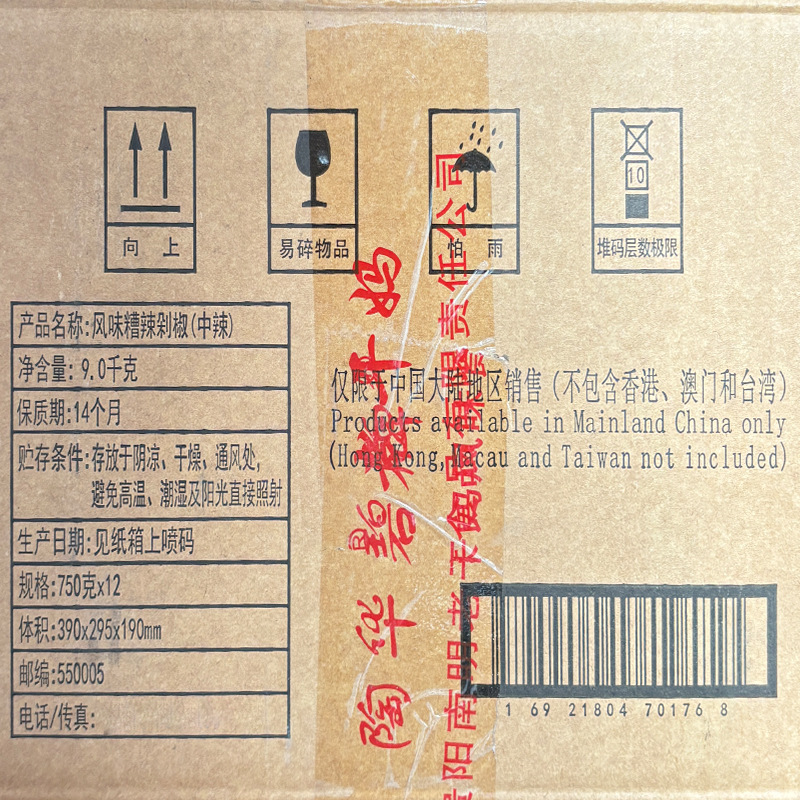 10
向 上
易碎物品
怕 雨
堆码层数极限
产品名称:风味糟辣剁椒(中辣)
净含量: 9.0千克
保质期:14个月
贮存条件:存放于阴凉、干燥、通风处,
避免高温、潮湿及阳光直接照射
生产日期:见纸箱上喷码
规格:750克x12
体积:390x295x190mm
邮编:550005
电话/传真:
仅限于中国大陆地区销售(不包含香港、澳门和台湾)
Products available in Mainland China only
(Hong Kong, Macau and Taiwan not included)
陶华碧老干妈
贵阳南明老干妈风味食品有限责任公司
1 69 21804 70176 8